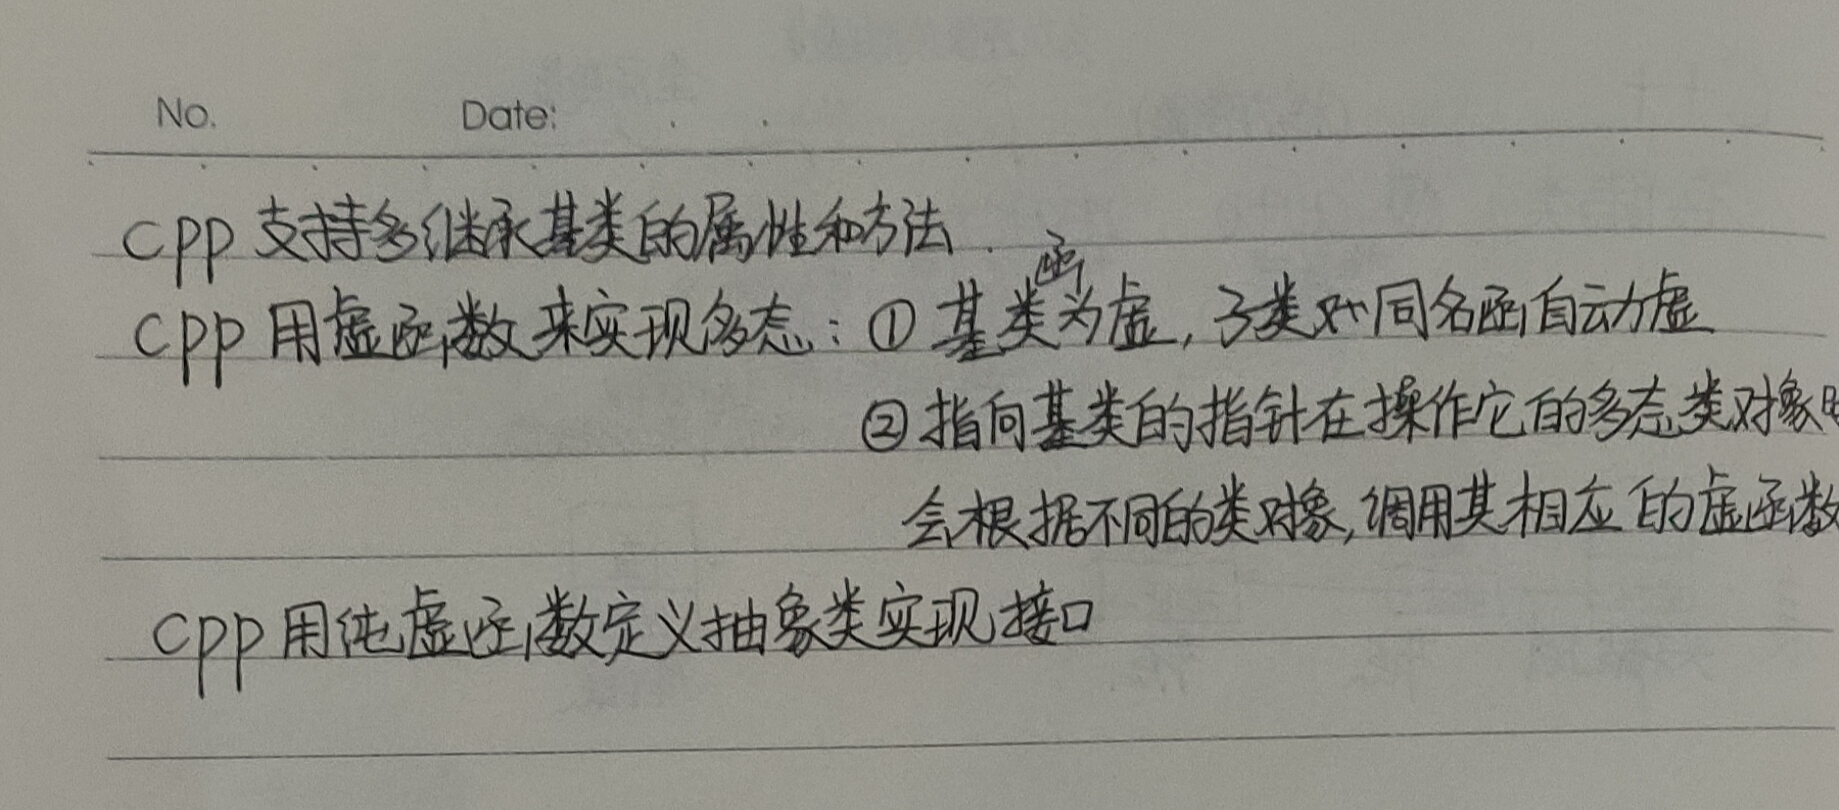 No. Date:
cpp 支持多继承基类的属性和方法.
cpp 用虚函数来实现多态: ① 基类函为虚, 子类对同名函自动虚
② 指向基类的指针在操作它的多态类对象时
会根据不同的类对象, 调用其相应的虚函数
cpp 用纯虚函数定义抽象类实现接口